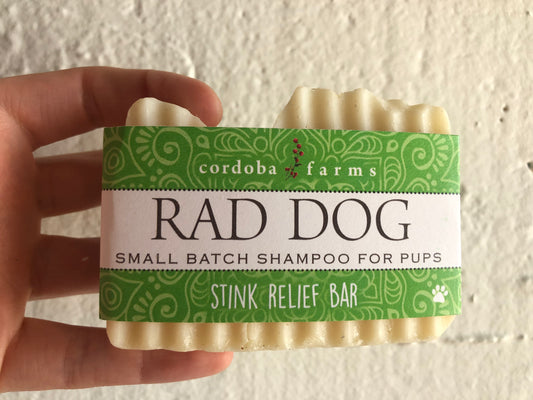 cordoba farms
RAD DOG
SMALL BATCH SHAMPOO FOR PUPS
STINK RELIEF BAR